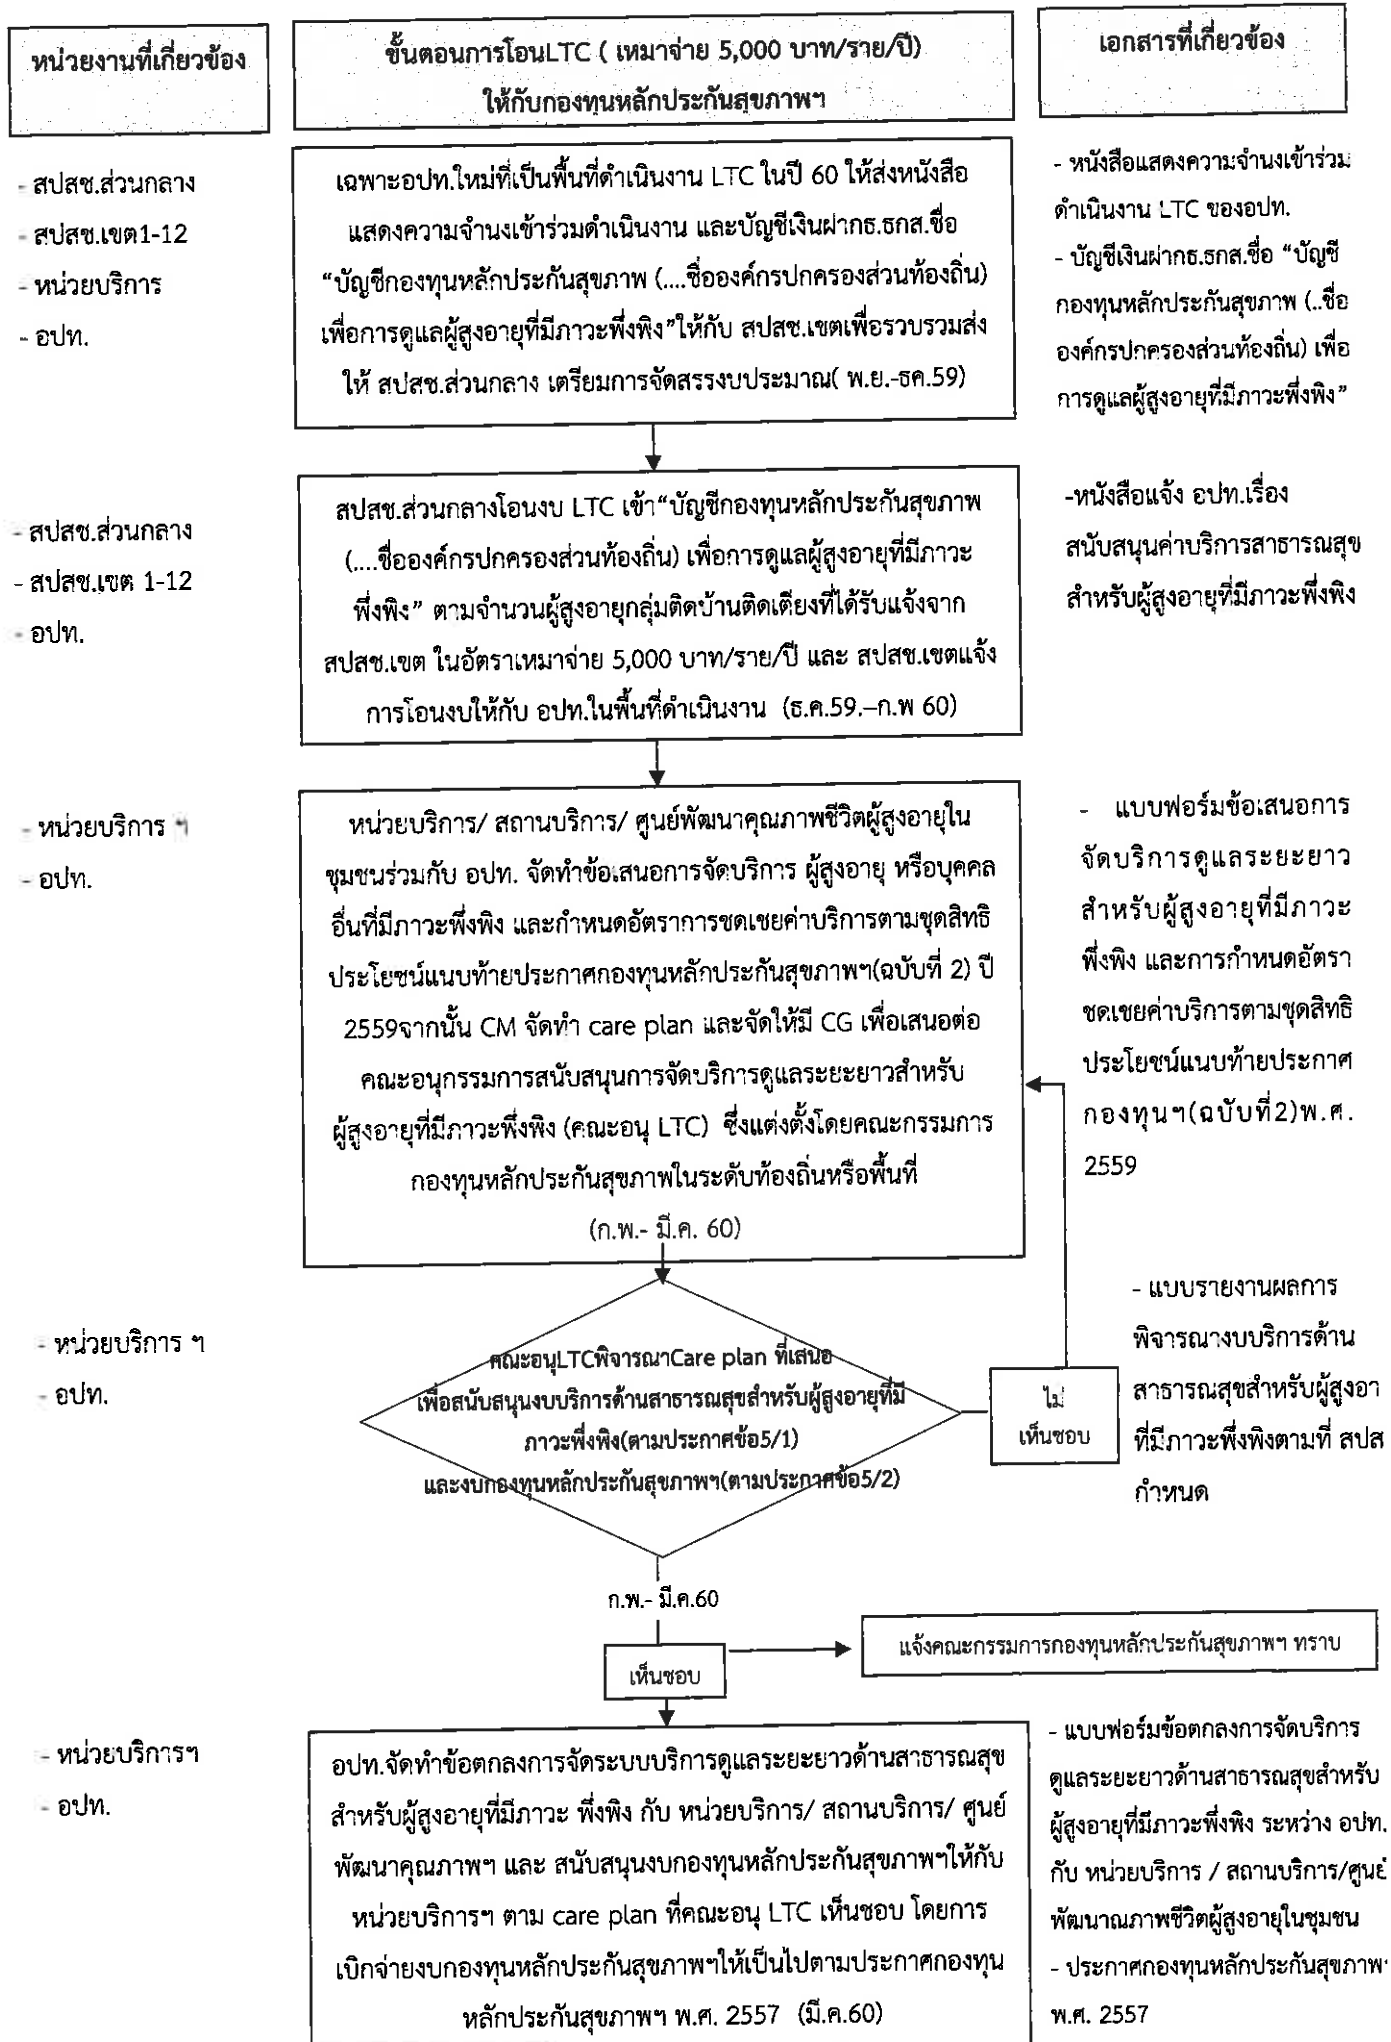 หน่วยงานที่เกี่ยวข้อง
ขั้นตอนการโอนLTC ( เหมาจ่าย 5,000 บาท/ราย/ปี)
ให้กับกองทุนหลักประกันสุขภาพฯ
เอกสารที่เกี่ยวข้อง
- สปสช.ส่วนกลาง
- สปสช.เขต1-12
- หน่วยบริการ
- อปท.
เฉพาะอปท.ใหม่ที่เป็นพื้นที่ดำเนินงาน LTC ในปี 60 ให้ส่งหนังสือ
แสดงความจำนงเข้าร่วมดำเนินงาน และบัญชีเงินฝากธ.ธกส.ชื่อ
“บัญชีกองทุนหลักประกันสุขภาพ (....ชื่อองค์กรปกครองส่วนท้องถิ่น)
เพื่อการดูแลผู้สูงอายุที่มีภาวะพึ่งพิง”ให้กับ สปสช.เขตเพื่อรวบรวมส่ง
ให้ สปสช.ส่วนกลาง เตรียมการจัดสรรงบประมาณ( พ.ย.-ธค.59)
- หนังสือแสดงความจำนงเข้าร่วม
ดำเนินงาน LTC ของอปท.
- บัญชีเงินฝากธ.ธกส.ชื่อ “บัญชี
กองทุนหลักประกันสุขภาพ (..ชื่อ
องค์กรปกครองส่วนท้องถิ่น) เพื่อ
การดูแลผู้สูงอายุที่มีภาวะพึ่งพิง”
- สปสช.ส่วนกลาง
- สปสช.เขต 1-12
- อปท.
สปสช.ส่วนกลางโอนงบ LTC เข้า“บัญชีกองทุนหลักประกันสุขภาพ
(....ชื่อองค์กรปกครองส่วนท้องถิ่น) เพื่อการดูแลผู้สูงอายุที่มีภาวะ
พึ่งพิง” ตามจำนวนผู้สูงอายุกลุ่มติดบ้านติดเตียงที่ได้รับแจ้งจาก
สปสช.เขต ในอัตราเหมาจ่าย 5,000 บาท/ราย/ปี และ สปสช.เขตแจ้ง
การโอนงบให้กับ อปท.ในพื้นที่ดำเนินงาน (ธ.ค.59.–ก.พ 60)
-หนังสือแจ้ง อปท.เรื่อง
สนับสนุนค่าบริการสาธารณสุข
สำหรับผู้สูงอายุที่มีภาวะพึ่งพิง
- หน่วยบริการ ฯ
- อปท.
หน่วยบริการ/ สถานบริการ/ ศูนย์พัฒนาคุณภาพชีวิตผู้สูงอายุใน
ชุมชนร่วมกับ อปท. จัดทำข้อเสนอการจัดบริการ ผู้สูงอายุ หรือบุคคล
อื่นที่มีภาวะพึ่งพิง และกำหนดอัตราการชดเชยค่าบริการตามชุดสิทธิ
ประโยชน์แนบท้ายประกาศกองทุนหลักประกันสุขภาพฯ(ฉบับที่ 2) ปี
2559จากนั้น CM จัดทำ care plan และจัดให้มี CG เพื่อเสนอต่อ
คณะอนุกรรมการสนับสนุนการจัดบริการดูแลระยะยาวสำหรับ
ผู้สูงอายุที่มีภาวะพึ่งพิง (คณะอนุ LTC) ซึ่งแต่งตั้งโดยคณะกรรมการ
กองทุนหลักประกันสุขภาพในระดับท้องถิ่นหรือพื้นที่
(ก.พ.- มี.ค. 60)
- แบบฟอร์มข้อเสนอการ
จัดบริการดูแลระยะยาว
สำหรับผู้สูงอายุที่มีภาวะ
พึ่งพิง และการกำหนดอัตรา
ชดเชยค่าบริการตามชุดสิทธิ
ประโยชน์แนบท้ายประกาศ
กองทุนฯ(ฉบับที่2)พ.ศ.
2559
- หน่วยบริการ ฯ
- อปท.
คณะอนุLTCพิจารณาCare plan ที่เสนอ
เพื่อสนับสนุนงบบริการด้านสาธารณสุขสำหรับผู้สูงอายุที่มี
ภาวะพึ่งพิง(ตามประกาศข้อ5/1)
และงบกองทุนหลักประกันสุขภาพฯ(ตามประกาศข้อ5/2)
ไม่
เห็นชอบ
- แบบรายงานผลการ
พิจารณางบบริการด้าน
สาธารณสุขสำหรับผู้สูงอา
ที่มีภาวะพึ่งพิงตามที่ สปส
กำหนด
ก.พ.- มี.ค.60
เห็นชอบ
แจ้งคณะกรรมการกองทุนหลักประกันสุขภาพฯ ทราบ
- หน่วยบริการฯ
- อปท.
อปท.จัดทำข้อตกลงการจัดระบบบริการดูแลระยะยาวด้านสาธารณสุข
สำหรับผู้สูงอายุที่มีภาวะ พึ่งพิง กับ หน่วยบริการ/ สถานบริการ/ ศูนย์
พัฒนาคุณภาพฯ และ สนับสนุนงบกองทุนหลักประกันสุขภาพฯให้กับ
หน่วยบริการฯ ตาม care plan ที่คณะอนุ LTC เห็นชอบ โดยการ
เบิกจ่ายงบกองทุนหลักประกันสุขภาพฯให้เป็นไปตามประกาศกองทุน
หลักประกันสุขภาพฯ พ.ศ. 2557 (มี.ค.60)
- แบบฟอร์มข้อตกลงการจัดบริการ
ดูแลระยะยาวด้านสาธารณสุขสำหรับ
ผู้สูงอายุที่มีภาวะพึ่งพิง ระหว่าง อปท.
กับ หน่วยบริการ / สถานบริการ/ศูนย์
พัฒนาณภาพชีวิตผู้สูงอายุในชุมชน
- ประกาศกองทุนหลักประกันสุขภาพฯ
พ.ศ. 2557